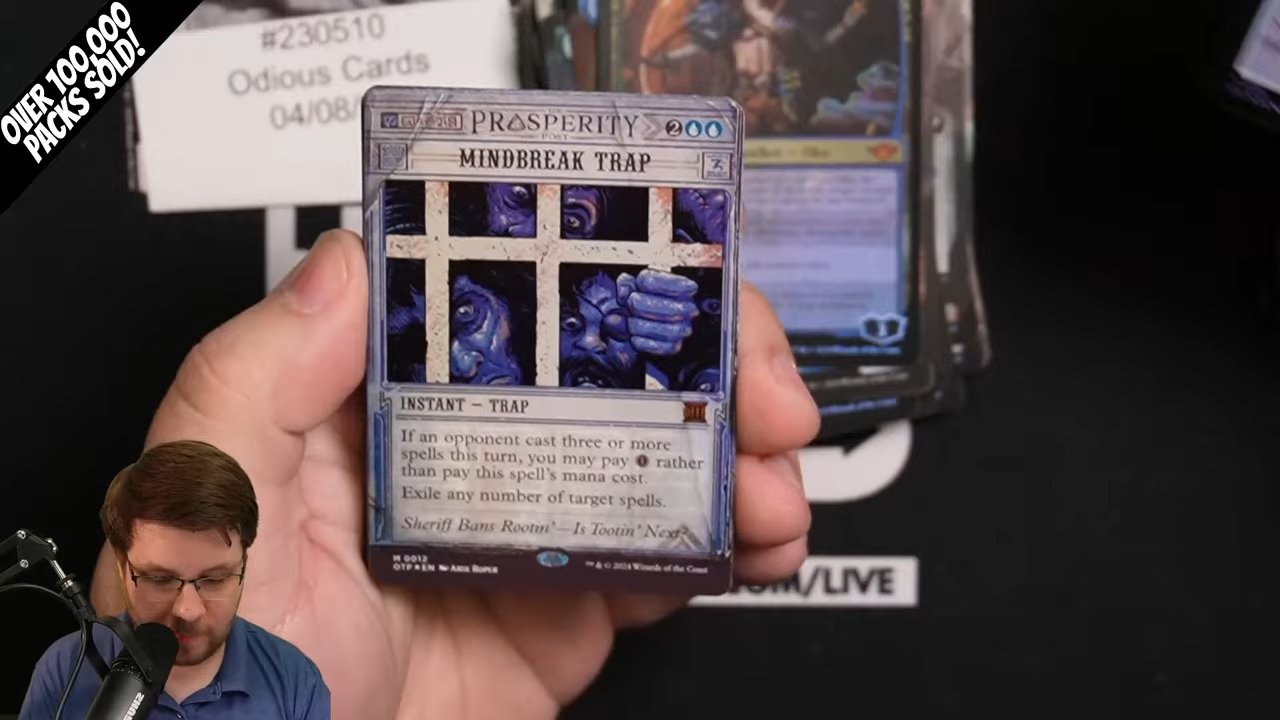 OVER 100,000
PACKS SOLD!
#230510
Odious Cards
04/08/
PROSPERITY
POST
2
MINDBREAK TRAP
INSTANT – TRAP
If an opponent cast three or more
spells this turn, you may pay 0 rather
than pay this spell's mana cost.
Exile any number of target spells.
Sheriff Bans Rootin'—Is Tootin' Next?
M 0012
OTP ★ EN
™ & © 2024 Wizards of the Coast
COM/LIVE